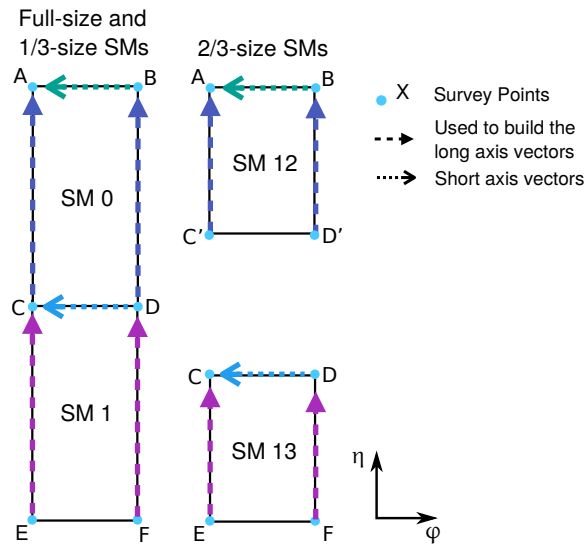 Full-size and
1/3-size SMs
2/3-size SMs
A
B
A
B
X Survey Points
Used to build the
long axis vectors
Short axis vectors
SM 0
SM 12
C'
D'
C
D
C
D
SM 1
SM 13
η
E
F
E
F
φ